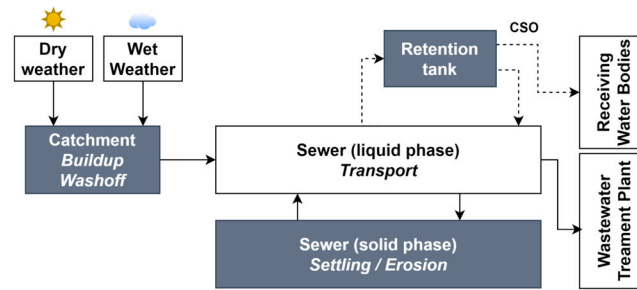 Dry
weather
Wet
Weather
Retention
tank
CSO
Receiving
Water Bodies
Catchment
Buildup
Washoff
Sewer (liquid phase)
Transport
Sewer (solid phase)
Settling / Erosion
Wastewater
Treament Plant